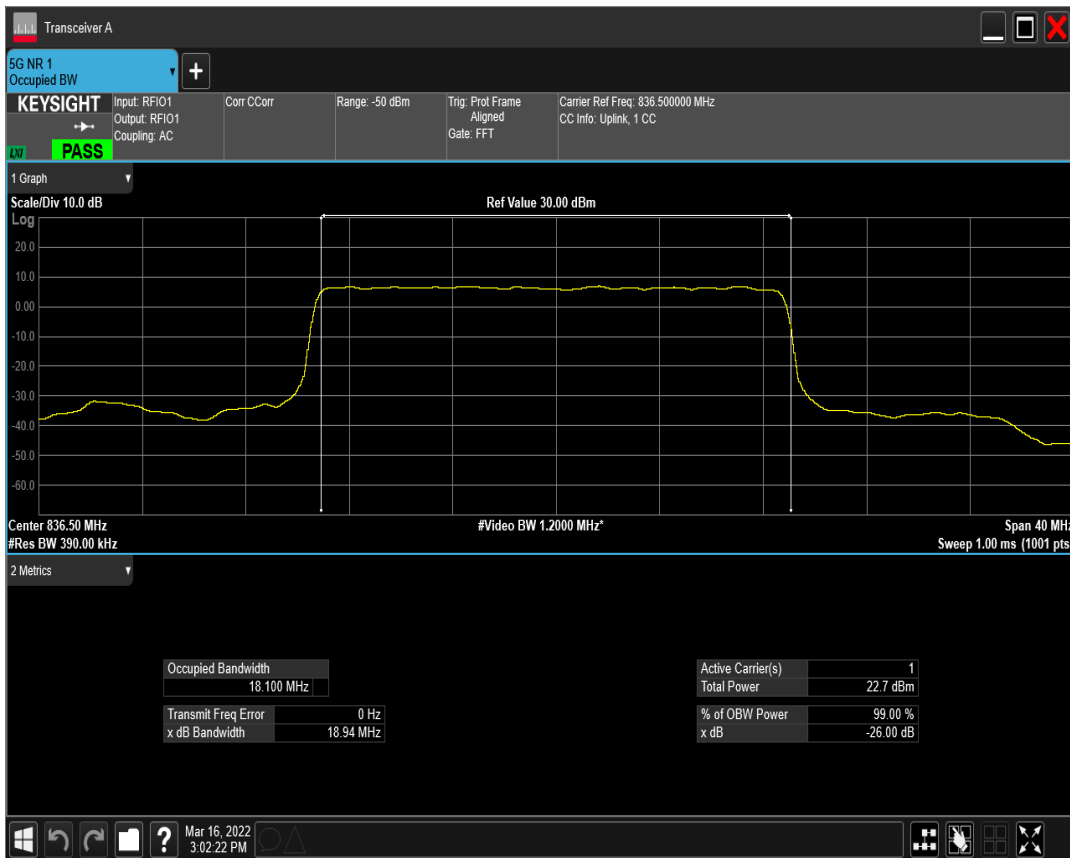 Transceiver A
5G NR 1
Occupied BW
KEYSIGHT
LXI
PASS
Input: RFIO1
Output: RFIO1
Coupling: AC
Corr CCorr
Range: -50 dBm
Trig: Prot Frame
Aligned
Gate: FFT
Carrier Ref Freq: 836.500000 MHz
CC Info: Uplink, 1 CC
1 Graph
Scale/Div 10.0 dB
Ref Value 30.00 dBm
Log
20.0
10.0
0.00
-10.0
-20.0
-30.0
-40.0
-50.0
-60.0
Center 836.50 MHz
#Video BW 1.2000 MHz*
Span 40 MHz
#Res BW 390.00 kHz
Sweep 1.00 ms (1001 pts
2 Metrics
Occupied Bandwidth
18.100 MHz
Transmit Freq Error 0 Hz
x dB Bandwidth 18.94 MHz
Active Carrier(s) 1
Total Power 22.7 dBm
% of OBW Power 99.00 %
x dB -26.00 dB
Mar 16, 2022
3:02:22 PM